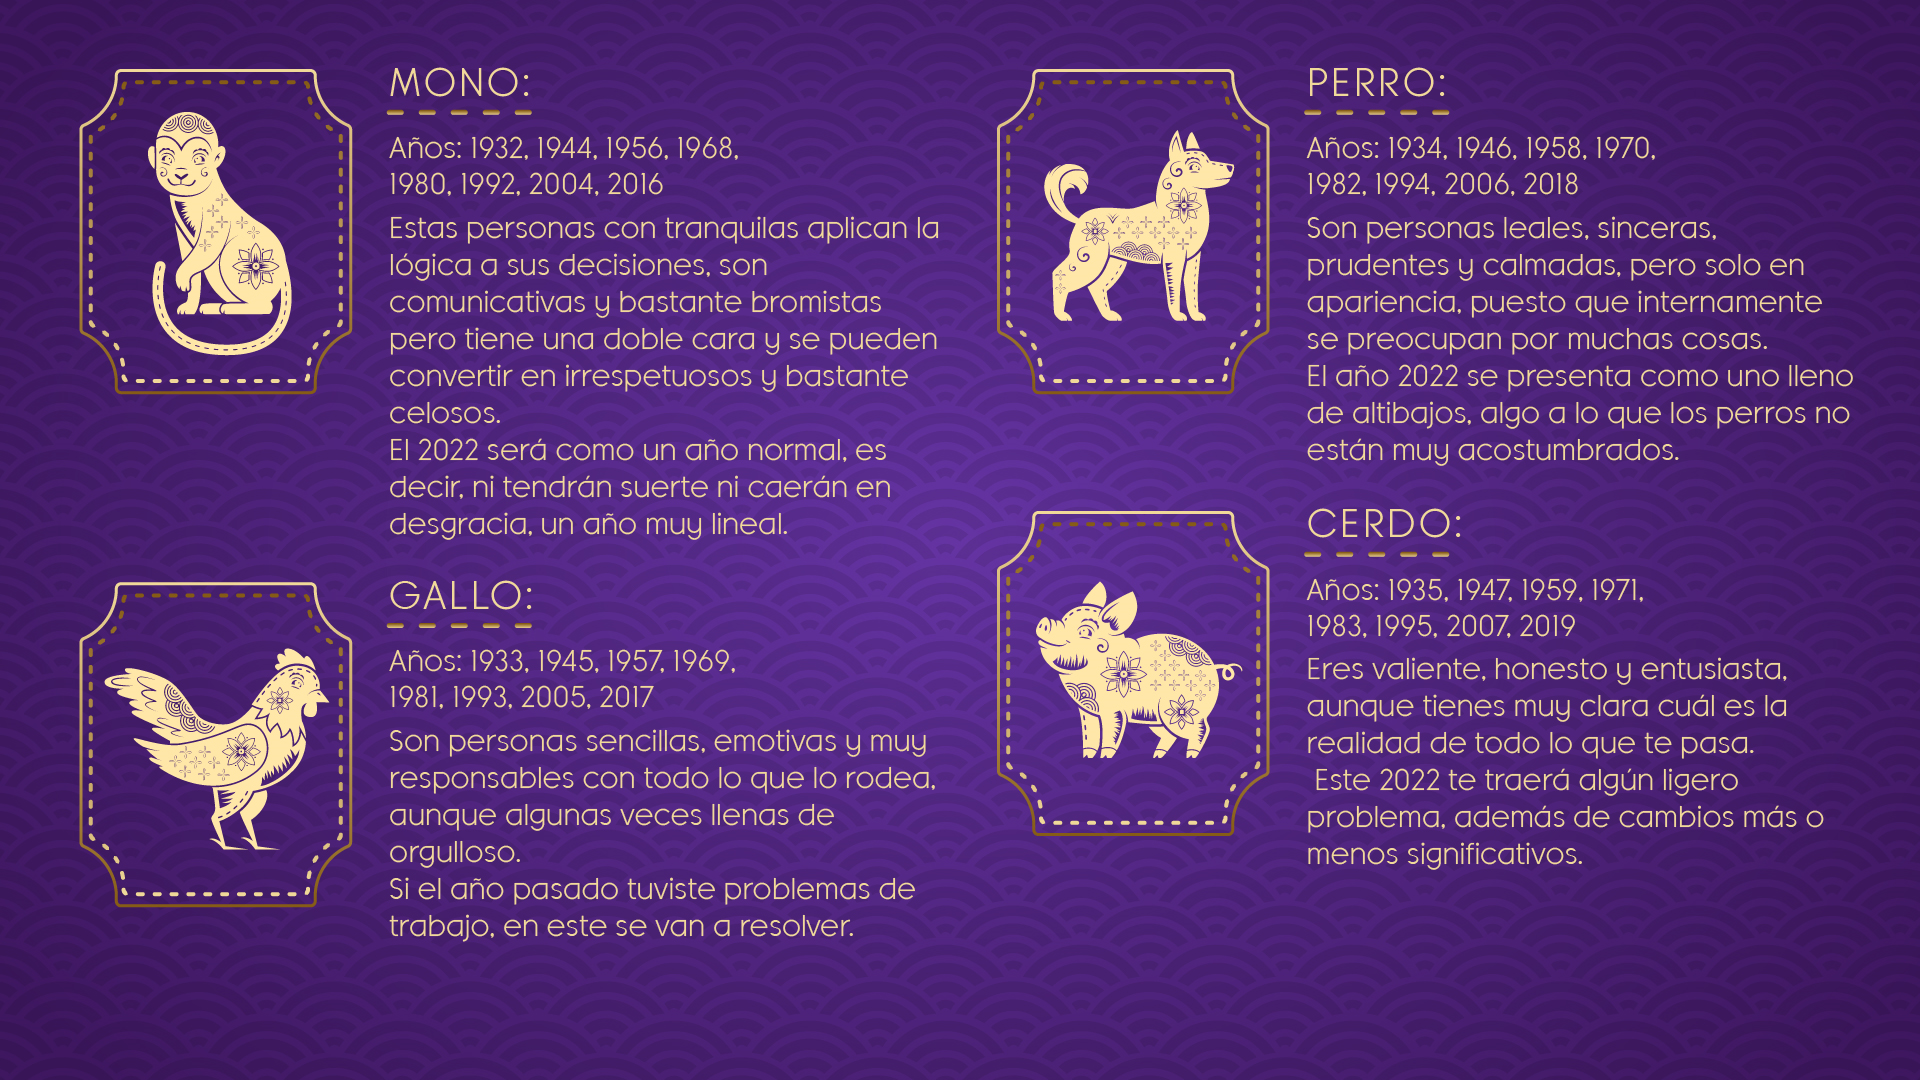 MONO:
Años: 1932, 1944, 1956, 1968,
1980, 1992, 2004, 2016
Estas personas con tranquilas aplican la
lógica a sus decisiones, son
comunicativas y bastante bromistas
pero tiene una doble cara y se pueden
convertir en irrespetuosos y bastante
celosos.
El 2022 será como un año normal, es
decir, ni tendrán suerte ni caerán en
desgracia, un año muy lineal.
GALLO:
Años: 1933, 1945, 1957, 1969,
1981, 1993, 2005, 2017
Son personas sencillas, emotivas y muy
responsables con todo lo que lo rodea,
aunque algunas veces llenas de
orgulloso.
Si el año pasado tuviste problemas de
trabajo, en este se van a resolver.
PERRO:
Años: 1934, 1946, 1958, 1970,
1982, 1994, 2006, 2018
Son personas leales, sinceras,
prudentes y calmadas, pero solo en
apariencia, puesto que internamente
se preocupan por muchas cosas.
El año 2022 se presenta como uno lleno
de altibajos, algo a lo que los perros no
están muy acostumbrados.
CERDO:
Años: 1935, 1947, 1959, 1971,
1983, 1995, 2007, 2019
Eres valiente, honesto y entusiasta,
aunque tienes muy clara cuál es la
realidad de todo lo que te pasa.
Este 2022 te traerá algún ligero
problema, además de cambios más o
menos significativos.